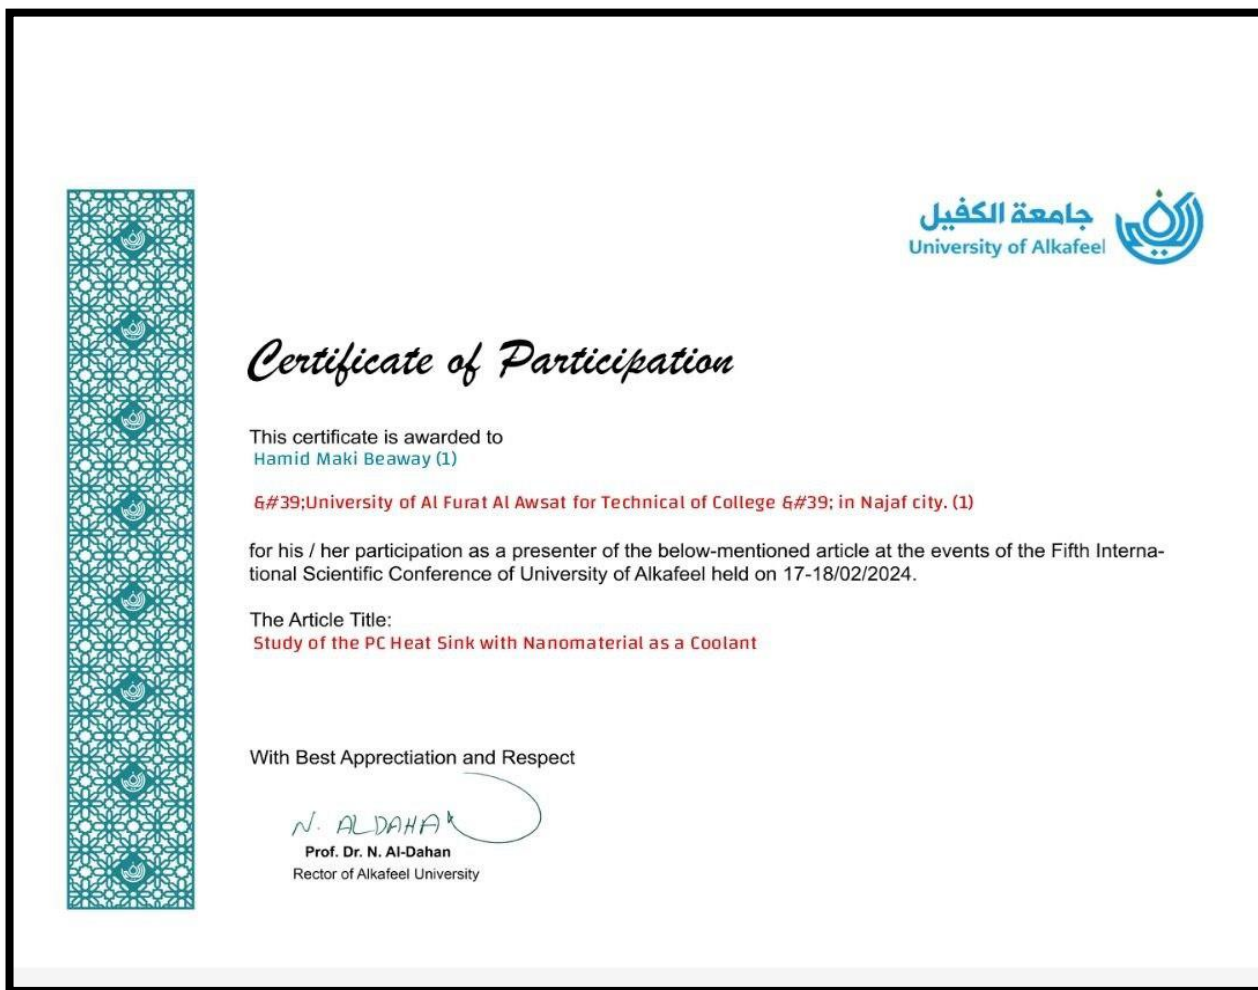 جامعة الكفيل
University of Alkafeel
Certificate of Participation
This certificate is awarded to
Hamid Maki Beaway (1)
&#39;University of Al Furat Al Awsat for Technical of College &#39; in Najaf city. (1)
for his / her participation as a presenter of the below-mentioned article at the events of the Fifth Interna-
tional Scientific Conference of University of Alkafeel held on 17-18/02/2024.
The Article Title:
Study of the PC Heat Sink with Nanomaterial as a Coolant
With Best Apprectiation and Respect
N. ALDAHAN
Prof. Dr. N. Al-Dahan
Rector of Alkafeel University